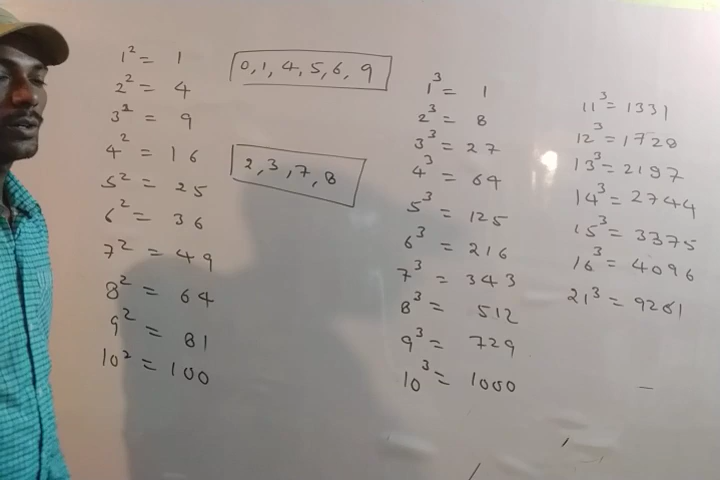 1² = 1
2² = 4
3² = 9
4² = 16
5² = 25
6² = 36
7² = 49
8² = 64
9² = 81
10² = 100
0, 1, 4, 5, 6, 9
2, 3, 7, 8
1³ = 1
2³ = 8
3³ = 27
4³ = 64
5³ = 125
6³ = 216
7³ = 343
8³ = 512
9³ = 729
10³ = 1000
11³ = 1331
12³ = 1728
13³ = 2197
14³ = 2744
15³ = 3375
16³ = 4096
21³ = 9261